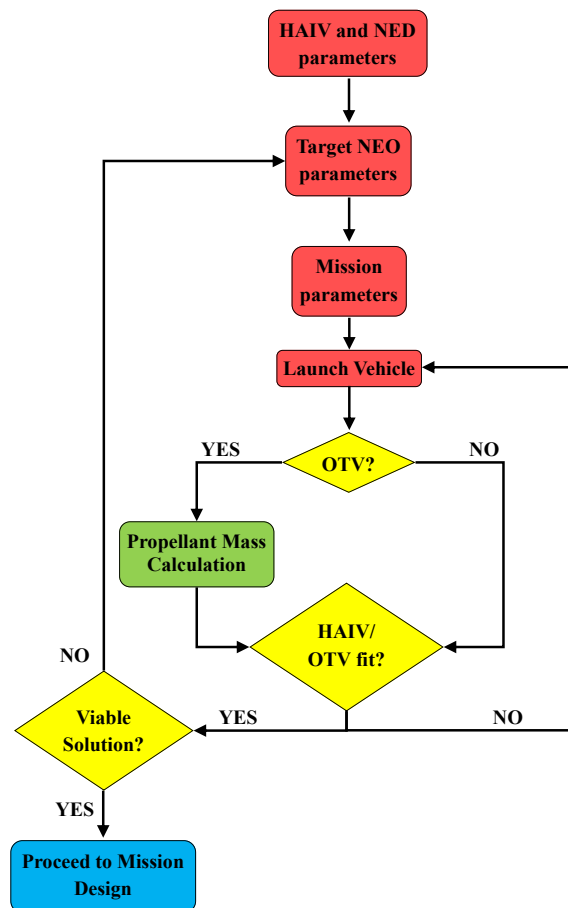 HAIV and NED
parameters
Target NEO
parameters
Mission
parameters
Launch Vehicle
YES
NO
OTV?
Propellant Mass
Calculation
HAIV/
OTV fit?
NO
YES
NO
Viable
Solution?
YES
Proceed to Mission
Design